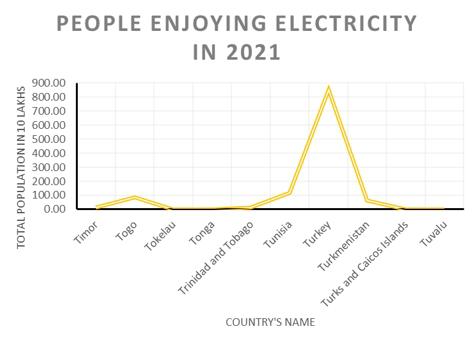 PEOPLE ENJOYING ELECTRICITY
IN 2021
TOTAL POPULATION IN 10 LAKHS
900.00
800.00
700.00
600.00
500.00
400.00
300.00
200.00
100.00
0.00
Timor
Togo
Tokelau
Tonga
Trinidad and Tobago
Tunisia
Turkey
Turkmenistan
Turks and Caicos Islands
Tuvalu
COUNTRY'S NAME